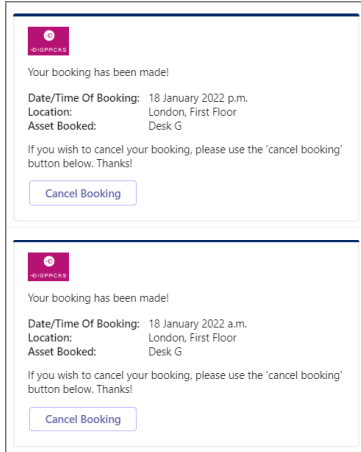 DIGPACKS
Your booking has been made!
Date/Time Of Booking: 18 January 2022 p.m.
Location: London, First Floor
Asset Booked: Desk G
If you wish to cancel your booking, please use the 'cancel booking'
button below. Thanks!
Cancel Booking
DIGPACKS
Your booking has been made!
Date/Time Of Booking: 18 January 2022 a.m.
Location: London, First Floor
Asset Booked: Desk G
If you wish to cancel your booking, please use the 'cancel booking'
button below. Thanks!
Cancel Booking